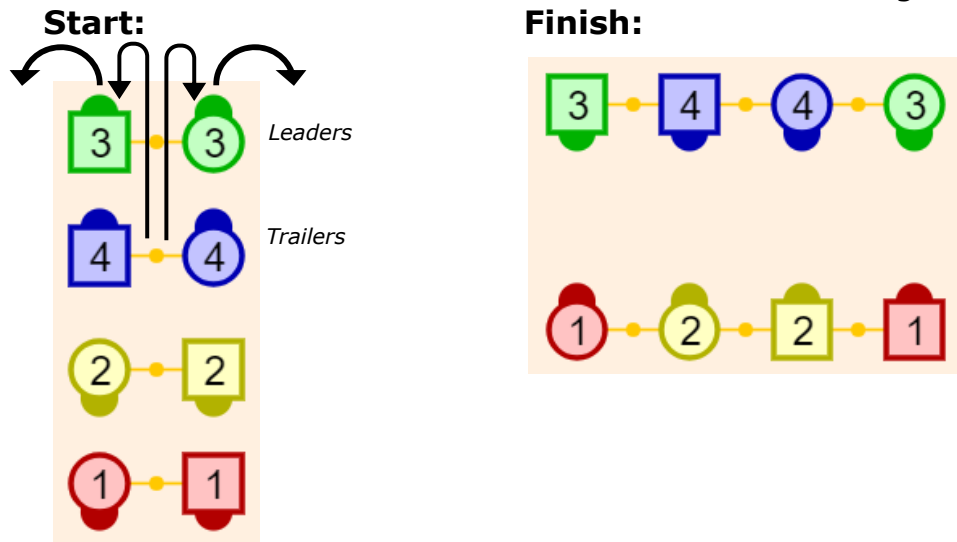 Start:
Finish:
3 3 Leaders
4 4 Trailers
2 2
1 1
3 4 4 3
1 2 2 1